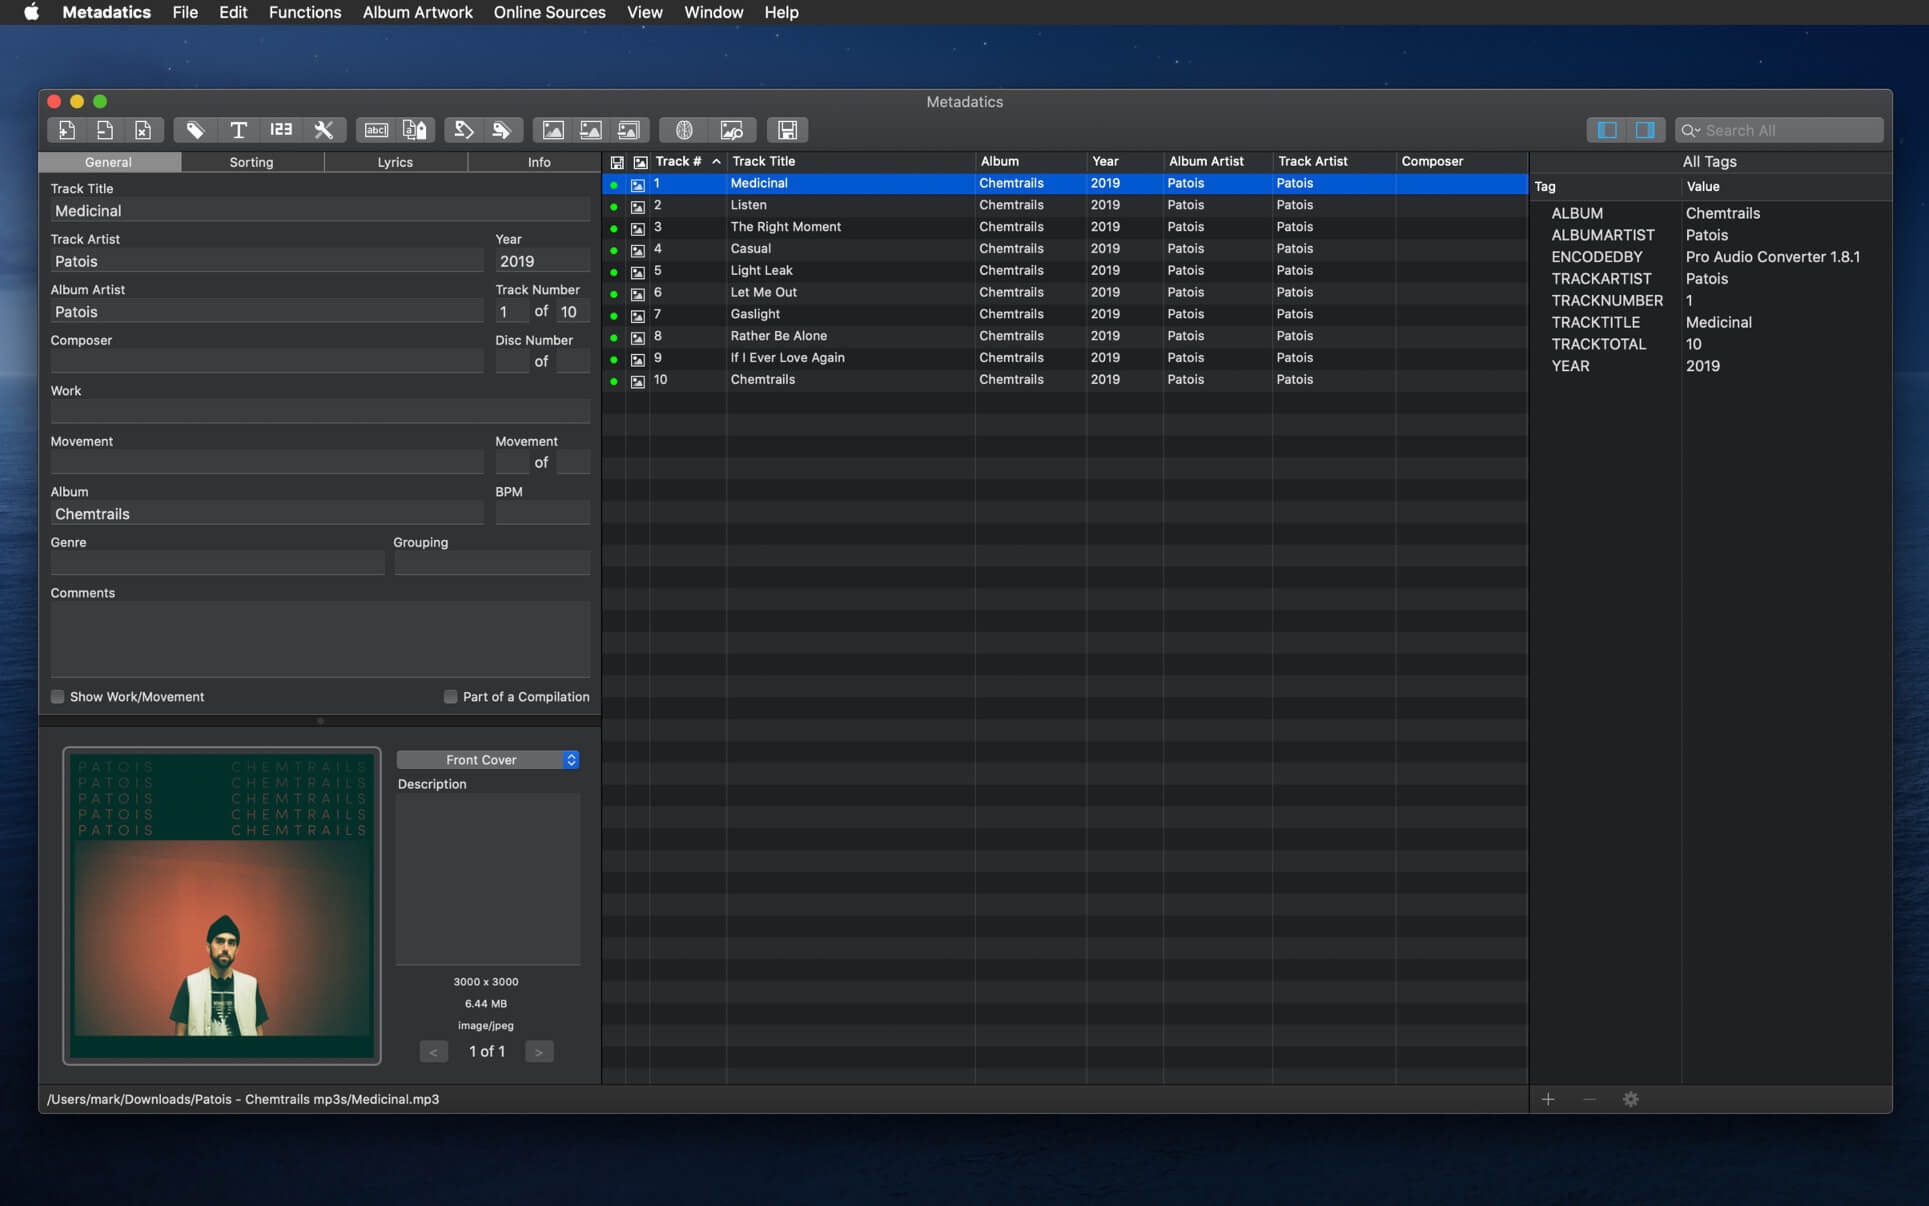 Metadatics File Edit Functions Album Artwork Online Sources View Window Help
Metadatics
T 123 abc a Search All
General Sorting Lyrics Info
Track Title
Medicinal
Track Artist Year
Patois 2019
Album Artist Track Number
Patois 1 of 10
Composer Disc Number
of
Work
Movement Movement
of
Album BPM
Chemtrails
Genre Grouping
Comments
Show Work/Movement Part of a Compilation
Track # Track Title Album Year Album Artist Track Artist Composer
1 Medicinal Chemtrails 2019 Patois Patois
2 Listen Chemtrails 2019 Patois Patois
3 The Right Moment Chemtrails 2019 Patois Patois
4 Casual Chemtrails 2019 Patois Patois
5 Light Leak Chemtrails 2019 Patois Patois
6 Let Me Out Chemtrails 2019 Patois Patois
7 Gaslight Chemtrails 2019 Patois Patois
8 Rather Be Alone Chemtrails 2019 Patois Patois
9 If I Ever Love Again Chemtrails 2019 Patois Patois
10 Chemtrails Chemtrails 2019 Patois Patois
All Tags
Tag Value
ALBUM Chemtrails
ALBUMARTIST Patois
ENCODEDBY Pro Audio Converter 1.8.1
TRACKARTIST Patois
TRACKNUMBER 1
TRACKTITLE Medicinal
TRACKTOTAL 10
YEAR 2019
PATOIS CHEMTRAILS
PATOIS CHEMTRAILS
PATOIS CHEMTRAILS
PATOIS CHEMTRAILS
PATOIS CHEMTRAILS
Front Cover
Description
3000 x 3000
6.44 MB
image/jpeg
< 1 of 1 >
/Users/mark/Downloads/Patois - Chemtrails mp3s/Medicinal.mp3